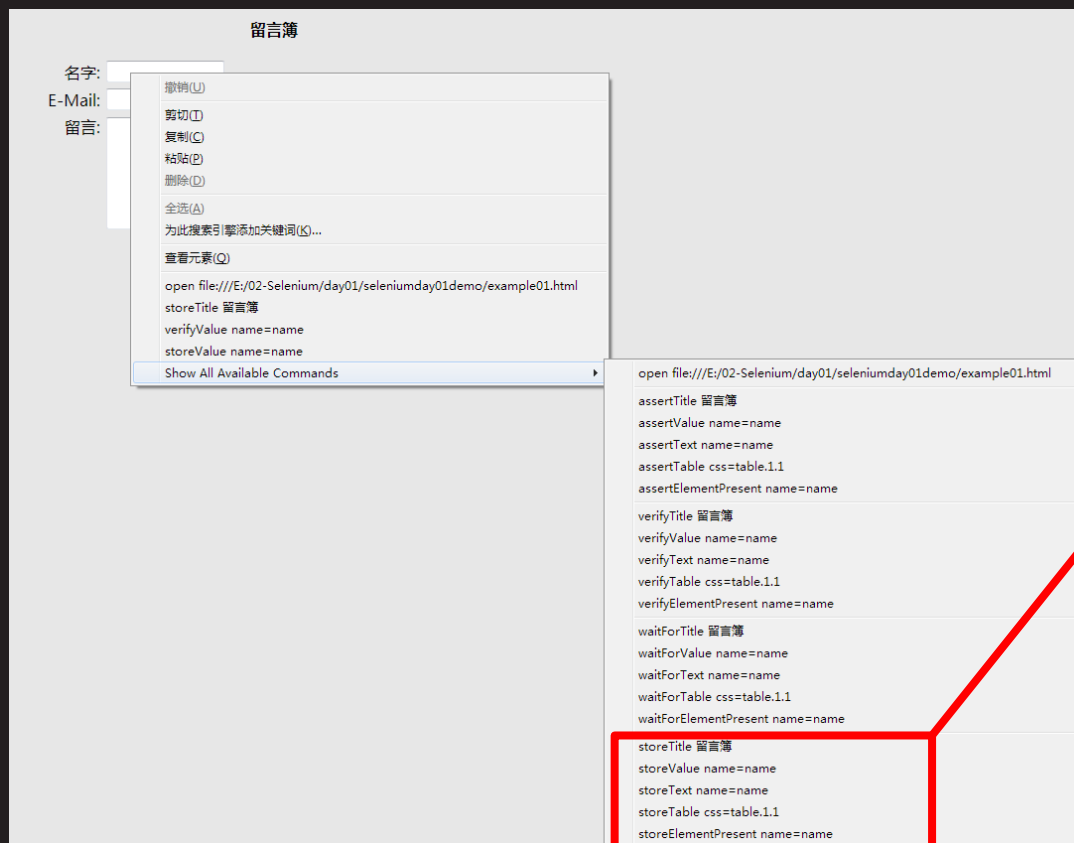 留言簿
名字:
E-Mail:
留言:
撤销(U)
剪切(T)
复制(C)
粘贴(P)
删除(D)
全选(A)
为此搜索引擎添加关键词(K)...
查看元素(Q)
open file:///E:/02-Selenium/day01/seleniumday01demo/example01.html
storeTitle 留言簿
verifyValue name=name
storeValue name=name
Show All Available Commands
open file:///E:/02-Selenium/day01/seleniumday01demo/example01.html
assertTitle 留言簿
assertValue name=name
assertText name=name
assertTable css=table.1.1
assertElementPresent name=name
verifyTitle 留言簿
verifyValue name=name
verifyText name=name
verifyTable css=table.1.1
verifyElementPresent name=name
waitForTitle 留言簿
waitForValue name=name
waitForText name=name
waitForTable css=table.1.1
waitForElementPresent name=name
storeTitle 留言簿
storeValue name=name
storeText name=name
storeTable css=table.1.1
storeElementPresent name=name